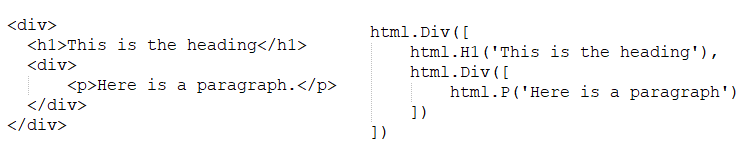 <div>
  <h1>This is the heading</h1>
  <div>
      <p>Here is a paragraph.</p>
  </div>
</div>
html.Div([
    html.H1('This is the heading'),
    html.Div([
        html.P('Here is a paragraph')
    ])
])